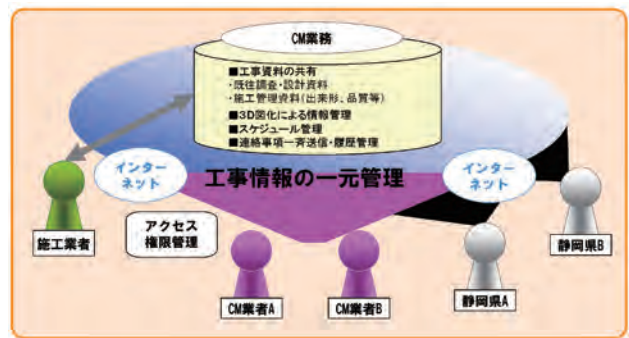 CM業務
■工事資料の共有
・既往調査・設計資料
・施工管理資料(出来形、品質等)
■3D図化による情報管理
■スケジュール管理
■連絡事項一斉送信・履歴管理
インター
ネット
工事情報の一元管理
インター
ネット
施工業者
アクセス
権限管理
CM業者A
CM業者B
静岡県A
静岡県B